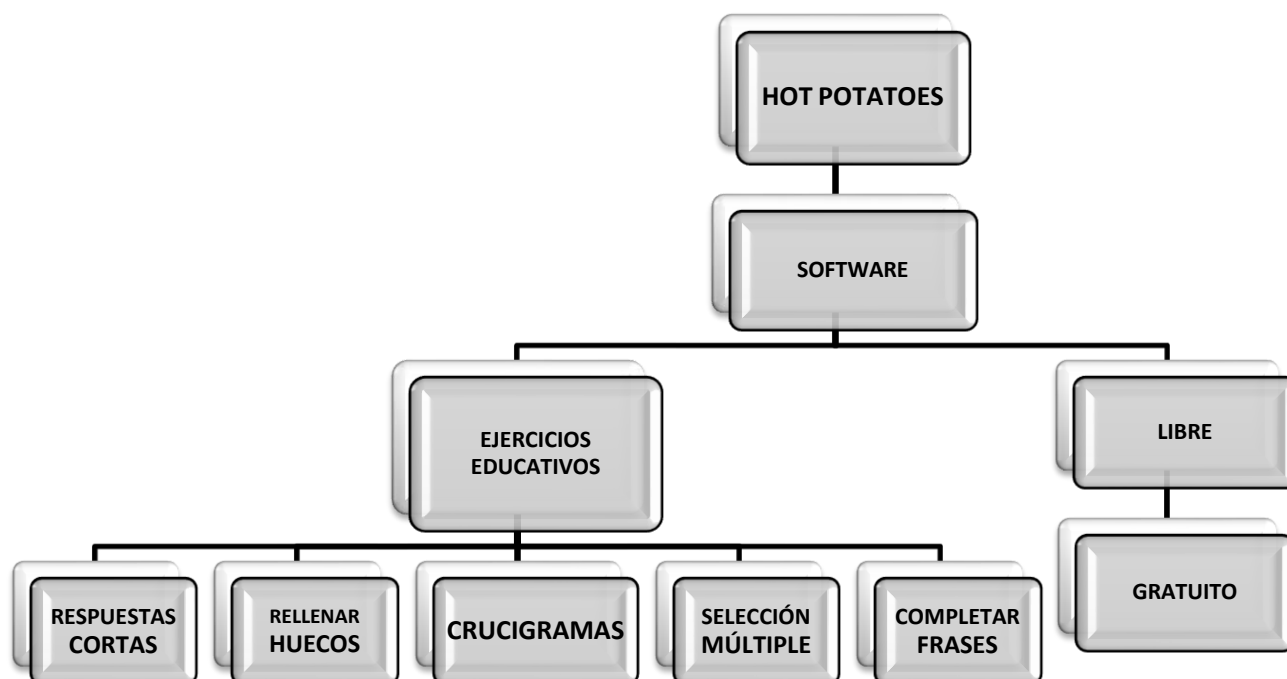 HOT POTATOES
SOFTWARE
EJERCICIOS
EDUCATIVOS
LIBRE
RESPUESTAS
CORTAS
RELLENAR
HUECOS
CRUCIGRAMAS
SELECCIÓN
MÚLTIPLE
COMPLETAR
FRASES
GRATUITO